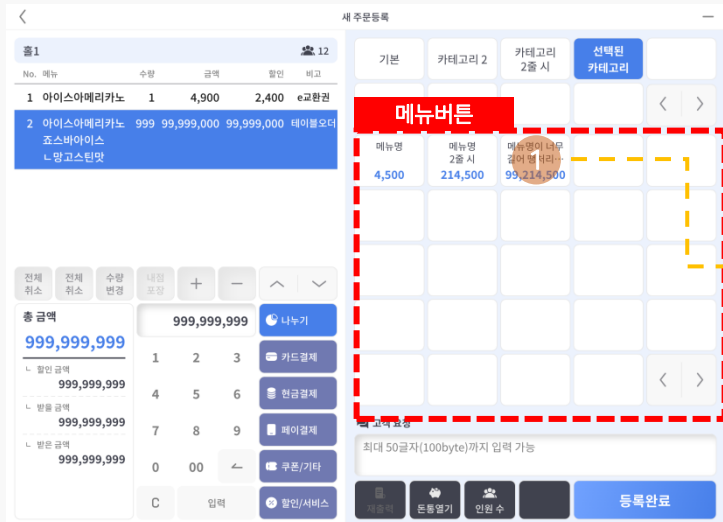 새 주문등록
홀1
12
No. 메뉴 수량 금액 할인 비고
1 아이스아메리카노 1 4,900 2,400 e교환권
2 아이스아메리카노 999 99,999,000 99,999,000 테이블오더
죠스바아이스
ㄴ망고스틴맛
전체
취소
전체
취소
수량
변경
내점
포장
+
−
총 금액
999,999,999
ㄴ 할인 금액
999,999,999
ㄴ 받을 금액
999,999,999
ㄴ 받은 금액
999,999,999
999,999,999
1 2 3
4 5 6
7 8 9
0 00
C 입력
나누기
카드결제
현금결제
페이결제
쿠폰/기타
할인/서비스
기본
카테고리 2
카테고리
2줄 시
선택된
카테고리
메뉴버튼
메뉴명
4,500
메뉴명
2줄 시
214,500
메뉴명이 너무
길어
99,214,500
1
고객 요청
최대 50글자(100byte)까지 입력 가능
재출력
돈통열기
인원 수
등록완료